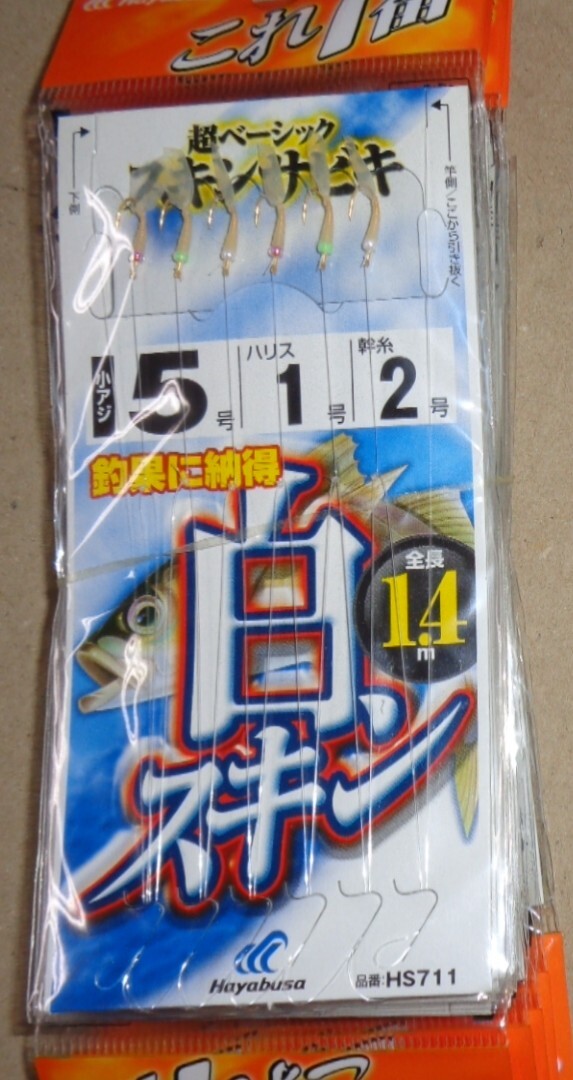 Hayabusa
これ1番
超ベーシック
スキンサビキ
下側
竿側/ここから引き抜く
小アジ 5号 ハリス 1号 幹糸 2号
釣果に納得
白
スキン
全長
1.4m
Hayabusa
品番:HS711